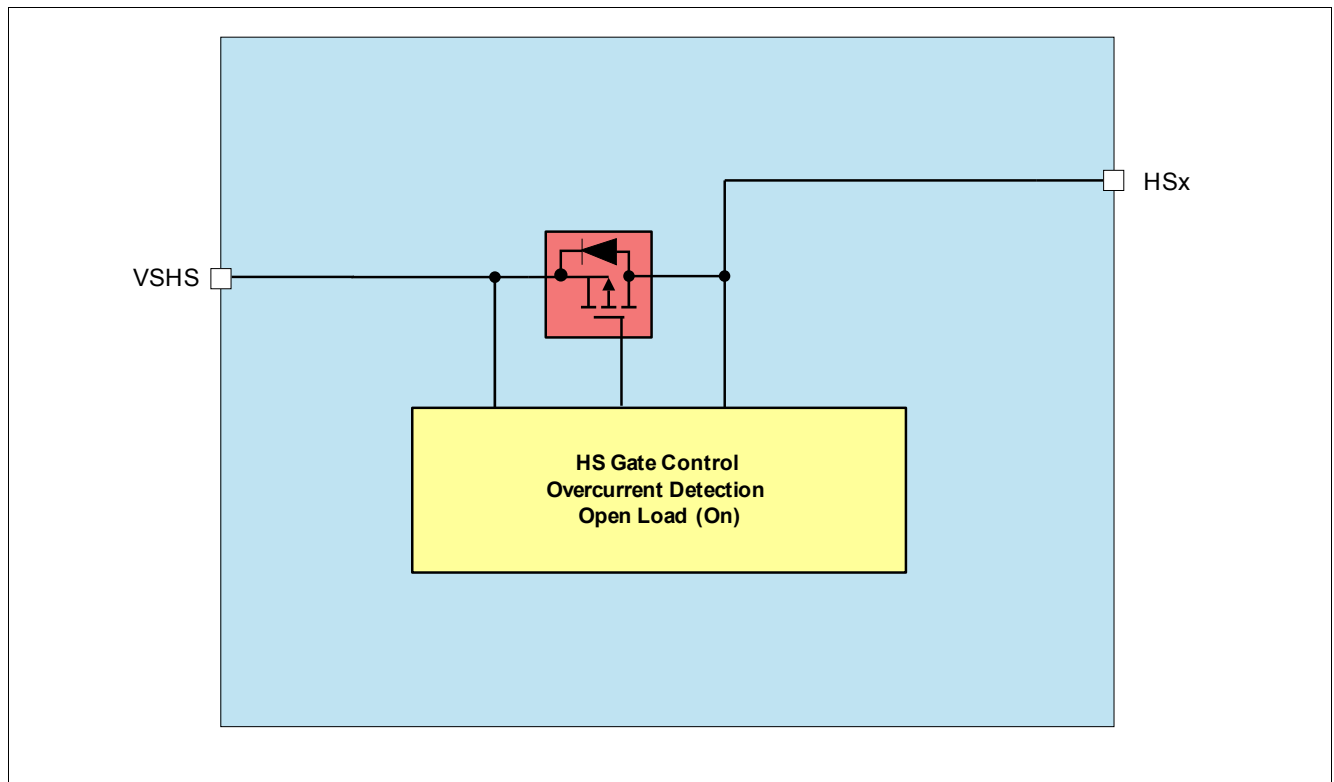 HSx
VSHS
HS Gate Control
Overcurrent Detection
Open Load (On)